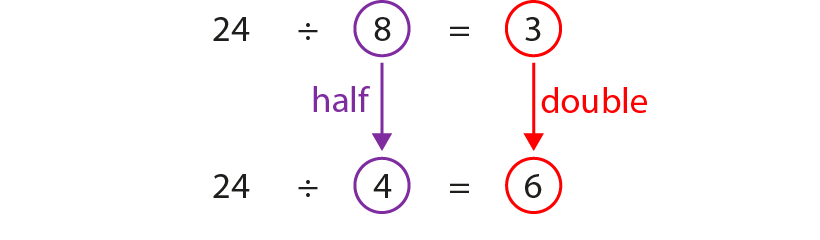 24 ÷ 8 = 3
half double
24 ÷ 4 = 6